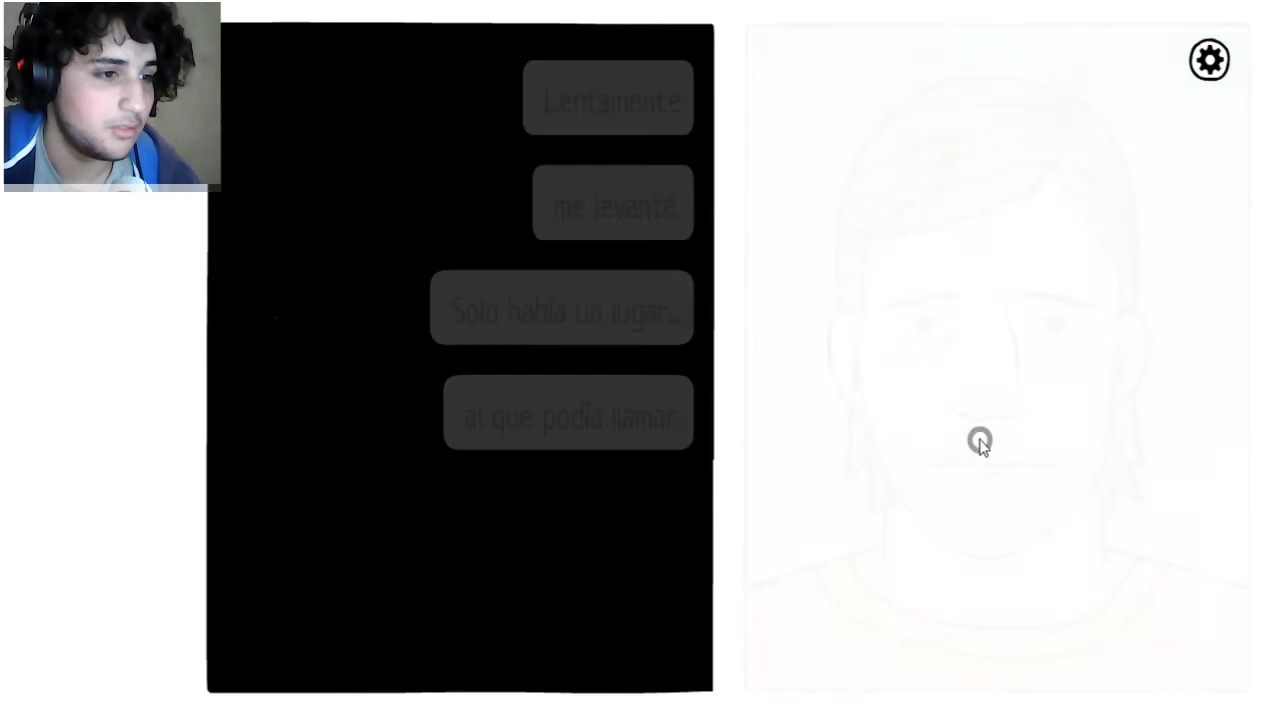 Lentamente
me levanté.
Solo había un lugar...
al que podía llamar